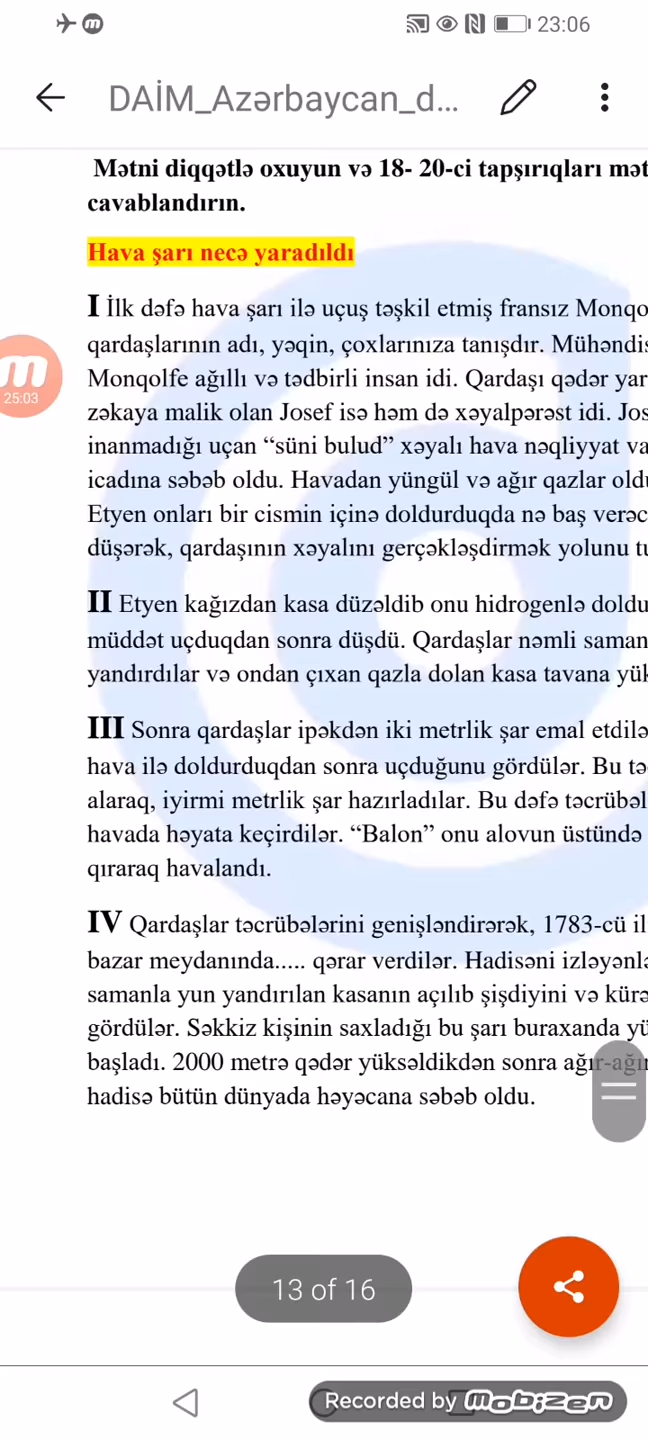 23:06
DAİM_Azərbaycan_d...
Mətni diqqətlə oxuyun və 18- 20-ci tapşırıqları mət
cavablandırın.
Hava şarı necə yaradıldı
I İlk dəfə hava şarı ilə uçuş təşkil etmiş fransız Monqo
qardaşlarının adı, yəqin, çoxlarınıza tanışdır. Mühəndis
m
25:03
Monqolfe ağıllı və tədbirli insan idi. Qardaşı qədər yar
zəkaya malik olan Josef isə həm də xəyalpərəst idi. Jos
inanmadığı uçan “süni bulud” xəyalı hava nəqliyyat va
icadına səbəb oldu. Havadan yüngül və ağır qazlar oldu
Etyen onları bir cismin içinə doldurduqda nə baş verəc
düşərək, qardaşının xəyalını gerçəkləşdirmək yolunu tu
II Etyen kağızdan kasa düzəldib onu hidrogenlə doldu
müddət uçduqdan sonra düşdü. Qardaşlar nəmli saman
yandırdılar və ondan çıxan qazla dolan kasa tavana yük
III Sonra qardaşlar ipəkdən iki metrlik şar emal etdilə
hava ilə doldurduqdan sonra uçduğunu gördülər. Bu tə
alaraq, iyirmi metrlik şar hazırladılar. Bu dəfə təcrübəl
havada həyata keçirdilər. “Balon” onu alovun üstündə
qıraraq havalandı.
IV Qardaşlar təcrübələrini genişləndirərək, 1783-cü il
bazar meydanında..... qərar verdilər. Hadisəni izləyənlə
samanla yun yandırılan kasanın açılıb şişdiyini və kürə
gördülər. Səkkiz kişinin saxladığı bu şarı buraxanda yü
başladı. 2000 metrə qədər yüksəldikdən sonra ağır-ağır
hadisə bütün dünyada həyəcana səbəb oldu.
13 of 16
Recorded by mobizen